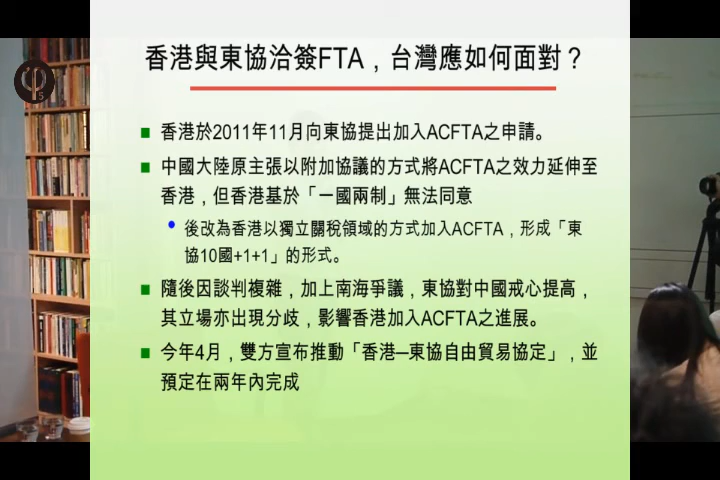 香港與東協洽簽FTA，台灣應如何面對？
香港於2011年11月向東協提出加入ACFTA之申請。
中國大陸原主張以附加協議的方式將ACFTA之效力延伸至
香港，但香港基於「一國兩制」無法同意
後改為香港以獨立關稅領域的方式加入ACFTA，形成「東
協10國+1+1」的形式。
隨後因談判複雜，加上南海爭議，東協對中國戒心提高，
其立場亦出現分歧，影響香港加入ACFTA之進展。
今年4月，雙方宣布推動「香港─東協自由貿易協定」，並
預定在兩年內完成